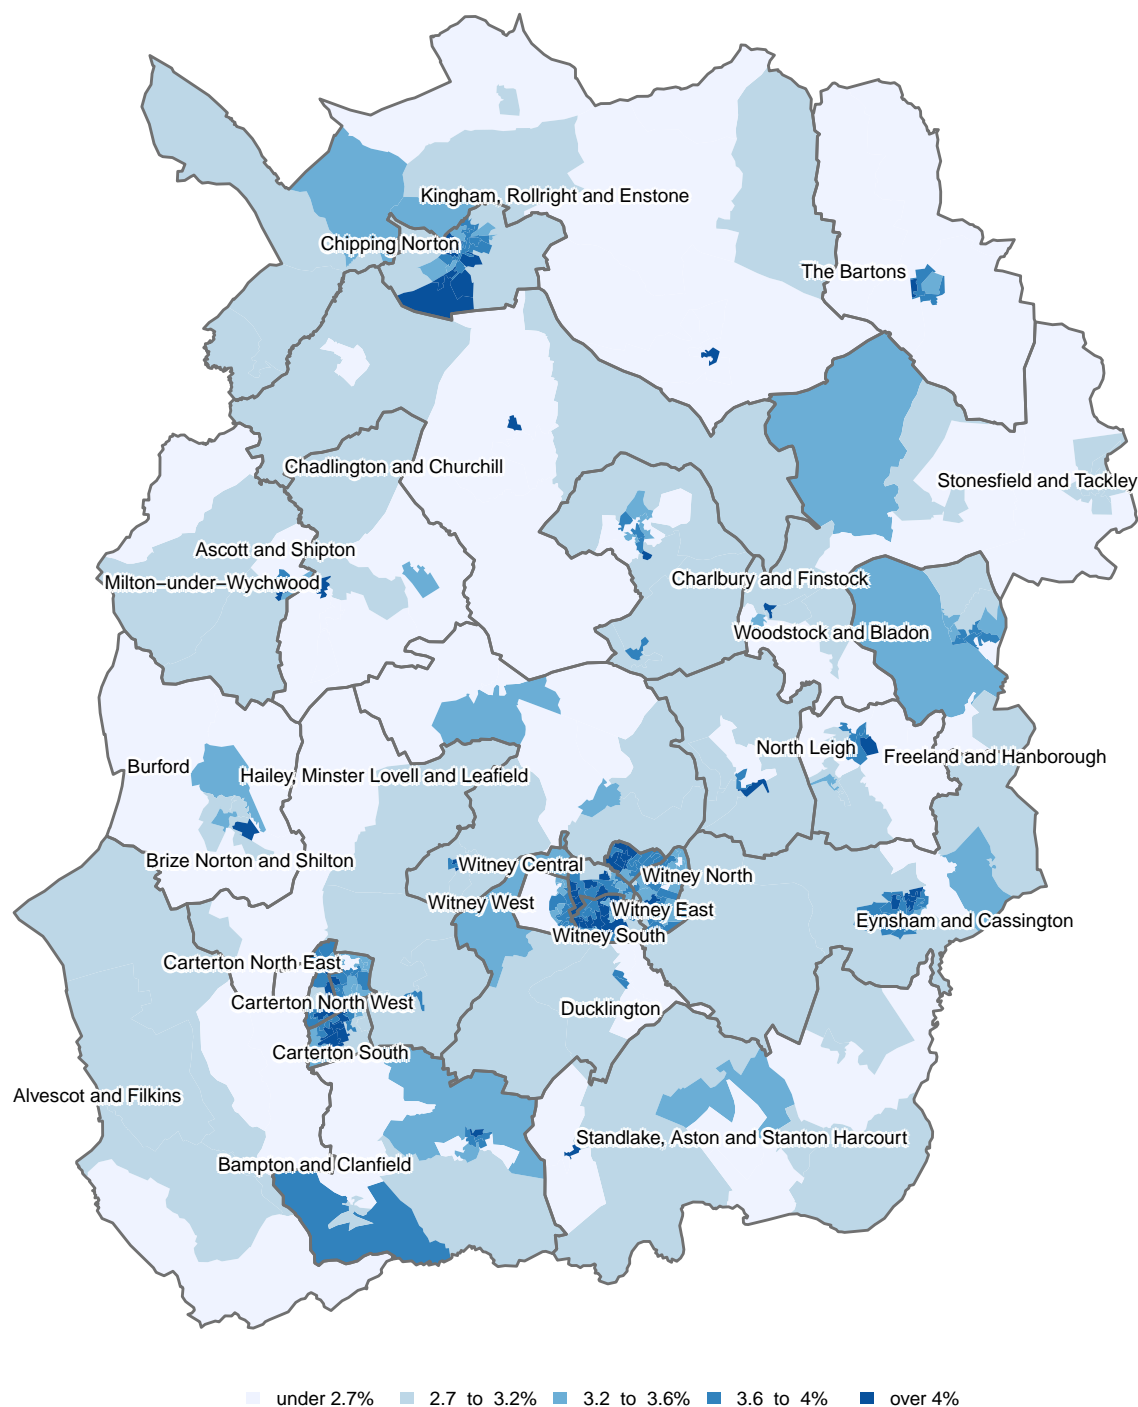 Kingham, Rollright and Enstone
Chipping Norton
The Bartons
Chadlington and Churchill
Stonesfield and Tackley
Ascott and Shipton
Milton−under−Wychwood
Charlbury and Finstock
Woodstock and Bladon
North Leigh
Freeland and Hanborough
Burford
Hailey, Minster Lovell and Leafield
Brize Norton and Shilton
Witney Central
Witney North
Witney West
Witney East
Eynsham and Cassington
Witney South
Carterton North East
Carterton North West
Ducklington
Carterton South
Alvescot and Filkins
Standlake, Aston and Stanton Harcourt
Bampton and Clanfield
under 2.7% 2.7 to 3.2% 3.2 to 3.6% 3.6 to 4% over 4%